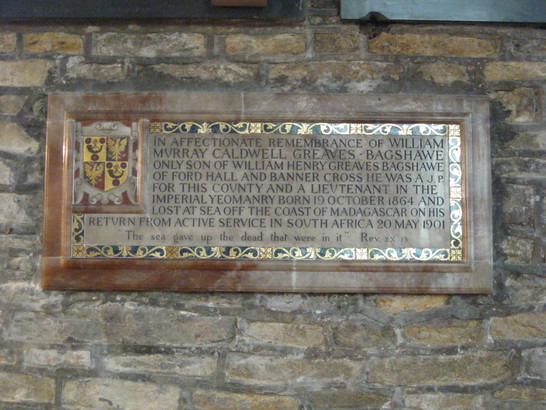 IN AFFECTIONATE REMEMBRANCE OF WILLIAM
MURRAY CALDWELL GREAVES-BAGSHAWE
ONLY SON OF WILLIAM HENRY GREAVES BAGSHAWE
OF FORD HALL AND BANNER CROSS HE WAS A J.P.
FOR THIS COUNTY AND A LIEUTENANT IN THE
IMPERIAL YEOMANRY BORN 19 OCTOBER 1864 AND
LOST AT SEA OFF THE COAST OF MADAGASCAR ON HIS
RETURN FROM ACTIVE SERVICE IN SOUTH AFRICA 20 MAY 1901
The sea gave up the dead that were in it Rev. xx 13